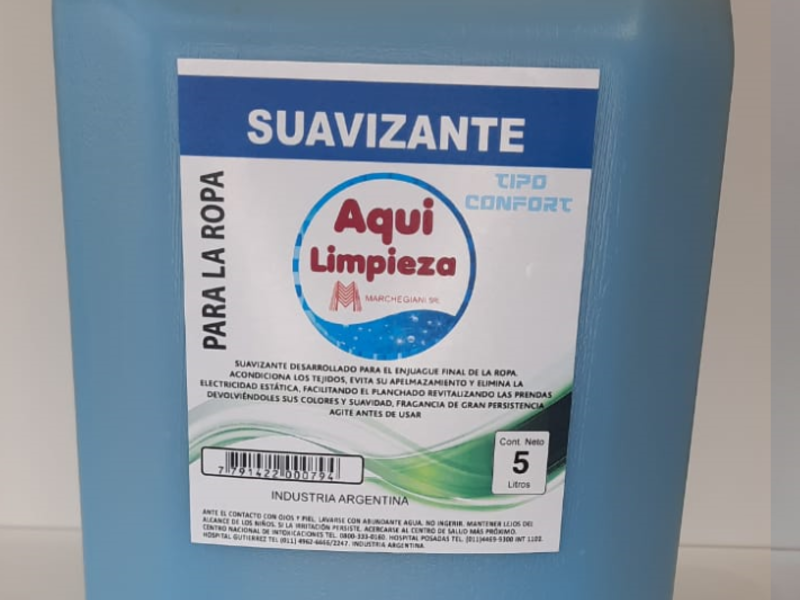 SUAVIZANTE
TIPO
CONFORT
PARA LA ROPA
Aqui
Limpieza
M MARCHEGIANI SRL
SUAVIZANTE DESARROLLADO PARA EL ENJUAGUE FINAL DE LA ROPA.
ACONDICIONA LOS TEJIDOS, EVITA SU APELMAZAMIENTO Y ELIMINA LA
ELECTRICIDAD ESTÁTICA, FACILITANDO EL PLANCHADO REVITALIZANDO LAS PRENDAS
DEVOLVIÉNDOLES SUS COLORES Y SUAVIDAD, FRAGANCIA DE GRAN PERSISTENCIA
AGITE ANTES DE USAR
Cont. Neto
5
Litros
7 791422 000794
INDUSTRIA ARGENTINA
ANTE EL CONTACTO CON OJOS Y PIEL, LAVARSE CON ABUNDANTE AGUA. NO INGERIR. MANTENER LEJOS DEL
ALCANCE DE LOS NIÑOS. SI LA IRRITACIÓN PERSISTE. ACERCARSE AL CENTRO DE SALUD MÁS PRÓXIMO.
CENTRO NACIONAL DE INTOXICACIONES TEL. 0800-333-0160. HOSPITAL POSADAS TEL. (011)4469-9300 INT 1102.
HOSPITAL GUTIERREZ TEL (011) 4962-6666/2247. INDUSTRIA ARGENTINA.